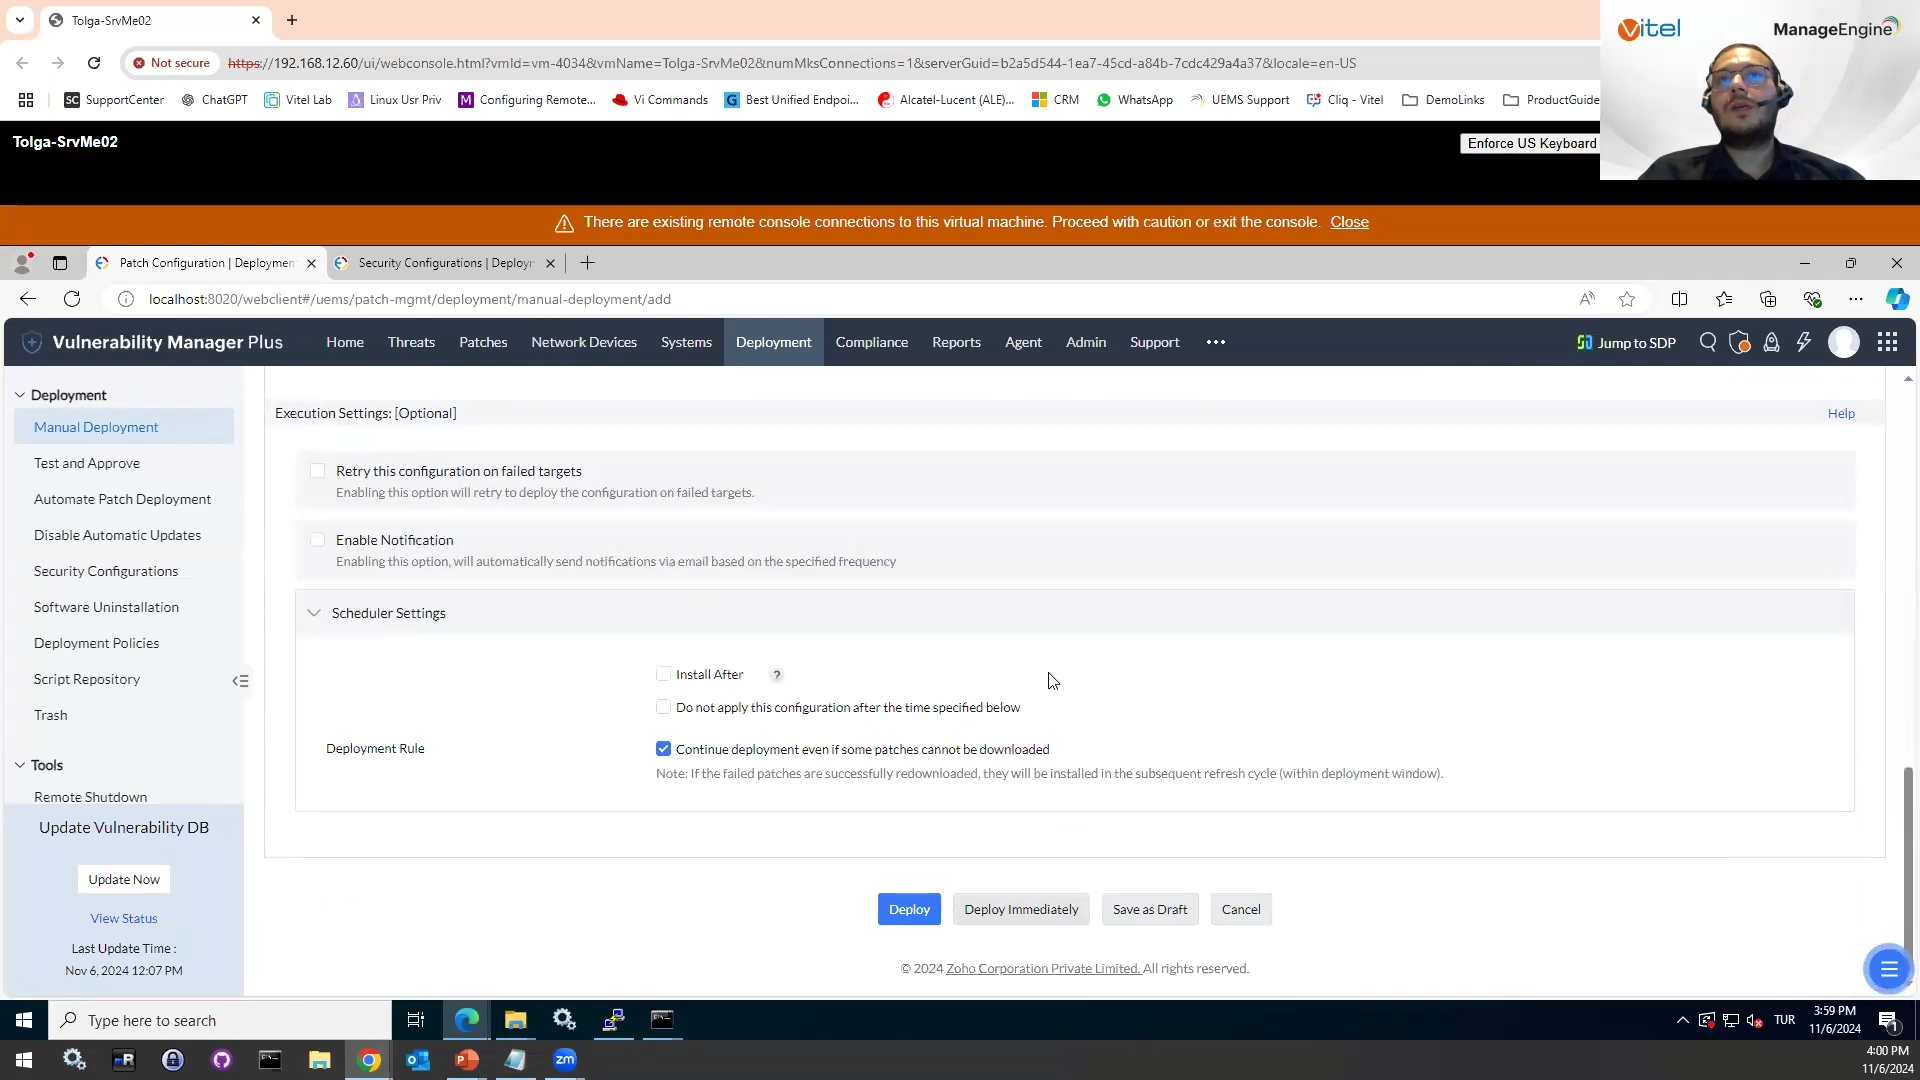 Tolga-SrvMe02
Not secure
https://192.168.12.60/ui/webconsole.html?vmId=vm-4034&vmName=Tolga-SrvMe02&numMksConnections=1&serverGuid=b2a5d544-1ea7-45cd-a84b-7cdc429a4a37&locale=en-US
SupportCenter
ChatGPT
Vitel Lab
Linux Usr Priv
Configuring Remote...
Vi Commands
Best Unified Endpoi...
Alcatel-Lucent (ALE)...
CRM
WhatsApp
UEMS Support
Cliq - Vitel
DemoLinks
ProductGuide
vitel
ManageEngine
Tolga-SrvMe02
Enforce US Keyboard
There are existing remote console connections to this virtual machine. Proceed with caution or exit the console. Close
Patch Configuration | Deploymen
Security Configurations | Deploy
localhost:8020/webclient#/uems/patch-mgmt/deployment/manual-deployment/add
Vulnerability Manager Plus
Home
Threats
Patches
Network Devices
Systems
Deployment
Compliance
Reports
Agent
Admin
Support
Jump to SDP
Deployment
Manual Deployment
Test and Approve
Automate Patch Deployment
Disable Automatic Updates
Security Configurations
Software Uninstallation
Deployment Policies
Script Repository
Trash
Tools
Remote Shutdown
Update Vulnerability DB
Update Now
View Status
Last Update Time :
Nov 6, 2024 12:07 PM
Execution Settings: [Optional]
Help
Retry this configuration on failed targets
Enabling this option will retry to deploy the configuration on failed targets.
Enable Notification
Enabling this option, will automatically send notifications via email based on the specified frequency
Scheduler Settings
Install After ?
Do not apply this configuration after the time specified below
Deployment Rule
Continue deployment even if some patches cannot be downloaded
Note: If the failed patches are successfully redownloaded, they will be installed in the subsequent refresh cycle (within deployment window).
Deploy
Deploy Immediately
Save as Draft
Cancel
© 2024 Zoho Corporation Private Limited. All rights reserved.
Type here to search
TUR
3:59 PM
11/6/2024
1
zm
4:00 PM
11/6/2024